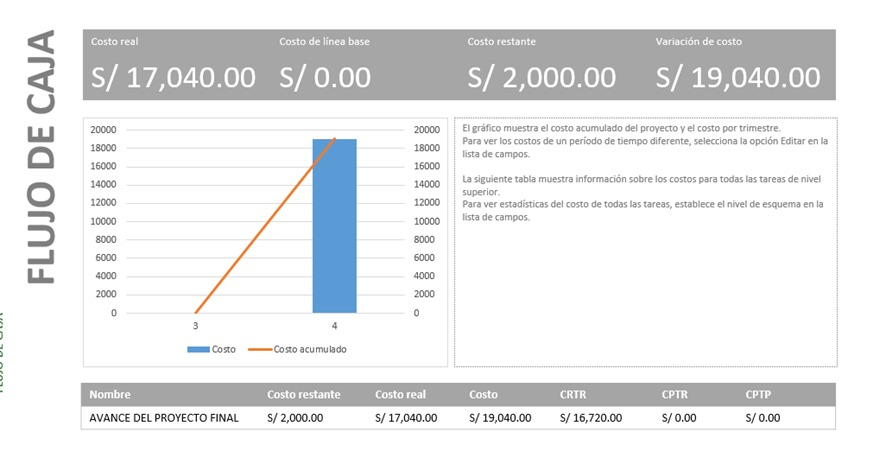 FLUJO DE CAJA
Costo real Costo de línea base Costo restante Variación de costo
S/ 17,040.00 S/ 0.00 S/ 2,000.00 S/ 19,040.00
20000 20000
18000 18000
16000 16000
14000 14000
12000 12000
10000 10000
8000 8000
6000 6000
4000 4000
2000 2000
0 0
3 4
Costo Costo acumulado
El gráfico muestra el costo acumulado del proyecto y el costo por trimestre.
Para ver los costos de un período de tiempo diferente, selecciona la opción Editar en la
lista de campos.
La siguiente tabla muestra información sobre los costos para todas las tareas de nivel
superior.
Para ver estadísticas del costo de todas las tareas, establece el nivel de esquema en la
lista de campos.
Nombre Costo restante Costo real Costo CRTR CPTR CPTP
AVANCE DEL PROYECTO FINAL S/ 2,000.00 S/ 17,040.00 S/ 19,040.00 S/ 16,720.00 S/ 0.00 S/ 0.00